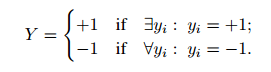 Y = { +1 if ∃y_i : y_i = +1;
−1 if ∀y_i : y_i = −1.